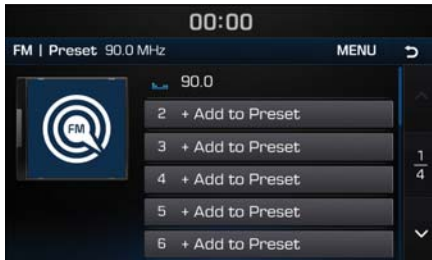 00:00
FM | Preset 90.0 MHz MENU
90.0
FM
2 + Add to Preset
3 + Add to Preset
4 + Add to Preset
5 + Add to Preset
6 + Add to Preset
1
4